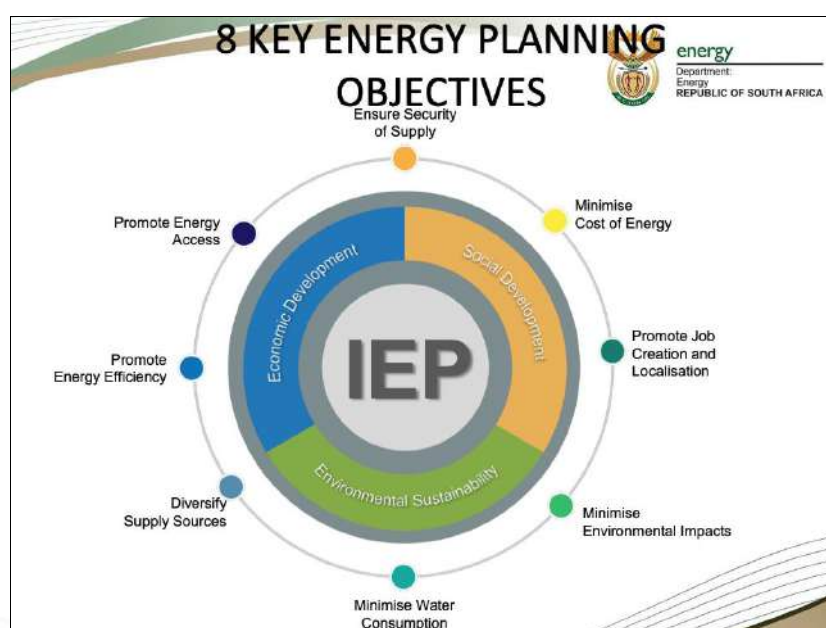 8 KEY ENERGY PLANNING
OBJECTIVES
energy
Department:
Energy
REPUBLIC OF SOUTH AFRICA
Ensure Security
of Supply
Minimise
Cost of Energy
Promote Job
Creation and
Localisation
Minimise
Environmental Impacts
Minimise Water
Consumption
Diversify
Supply Sources
Promote
Energy Efficiency
Promote Energy
Access
Economic Development
Social Development
Environmental Sustainability
IEP